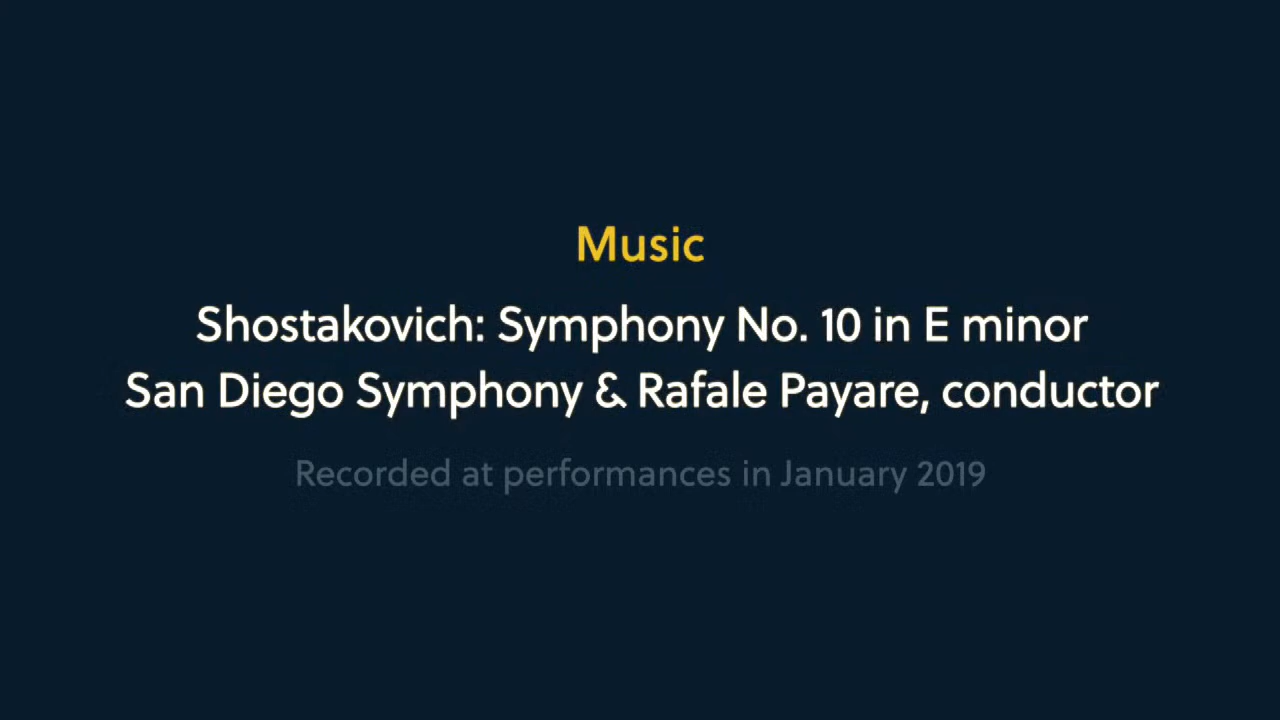 Music
Shostakovich: Symphony No. 10 in E minor
San Diego Symphony & Rafale Payare, conductor
Recorded at performances in January 2019